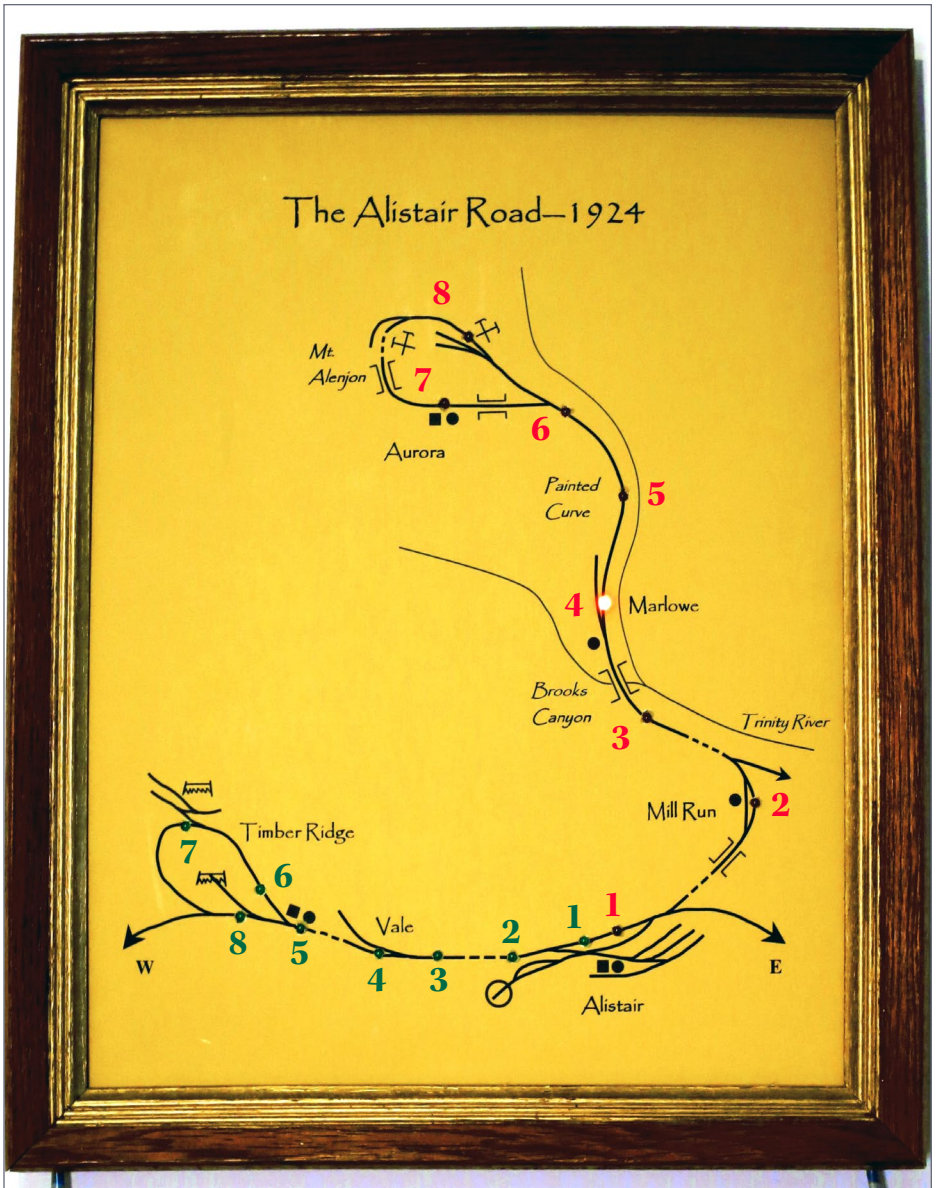 The Alistair Road—1924
8
Mt.
Alenjon
7
6
Aurora
Painted
Curve
5
4
Marlowe
Brooks
Canyon
3
Trinity River
Mill Run
2
Timber Ridge
7
6
Vale
8
5
4
3
2
1
1
W
E
Alistair